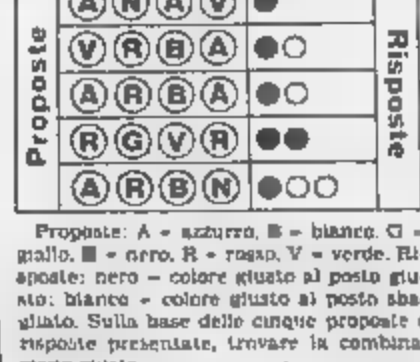 Proposte
Risposte
A N A V
V R B A
A R B A
R G V R
A R B N
Proposte: A = azzurro, B = bianco, G =
giallo, N = nero, R = rosso, V = verde. Ri
sposte: nero = colore giusto al posto giu
sto; bianco = colore giusto al posto sba
gliato. Sulla base delle cinque proposte
risposte presentate, trovare la combina